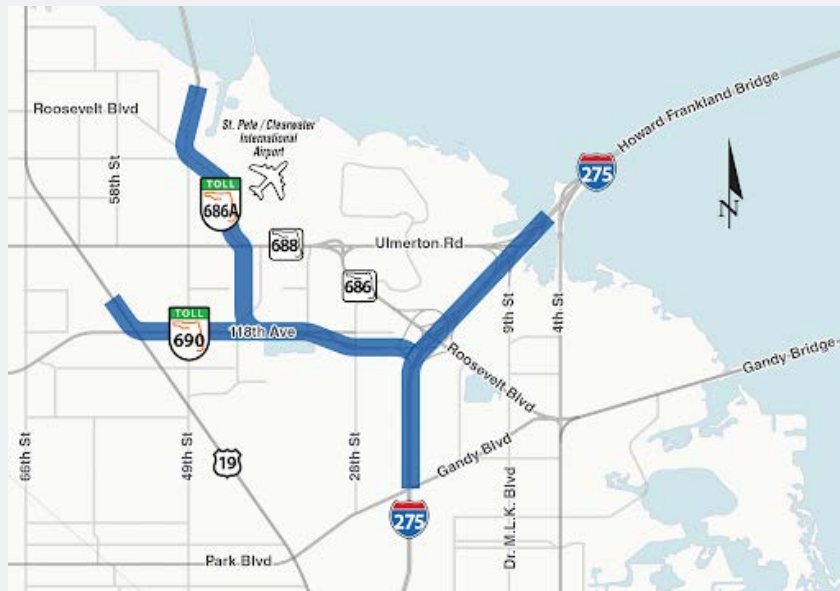 Roosevelt Blvd
58th St
St. Pete / Clearwater
International
Airport
TOLL
686A
688
Ulmerton Rd
686
275
Howard Frankland Bridge
N
9th St
4th St
TOLL
690
118th Ave
Roosevelt Blvd
Gandy Bridge
66th St
49th St
19
28th St
Gandy Blvd
Dr. M.L.K. Blvd
275
Park Blvd